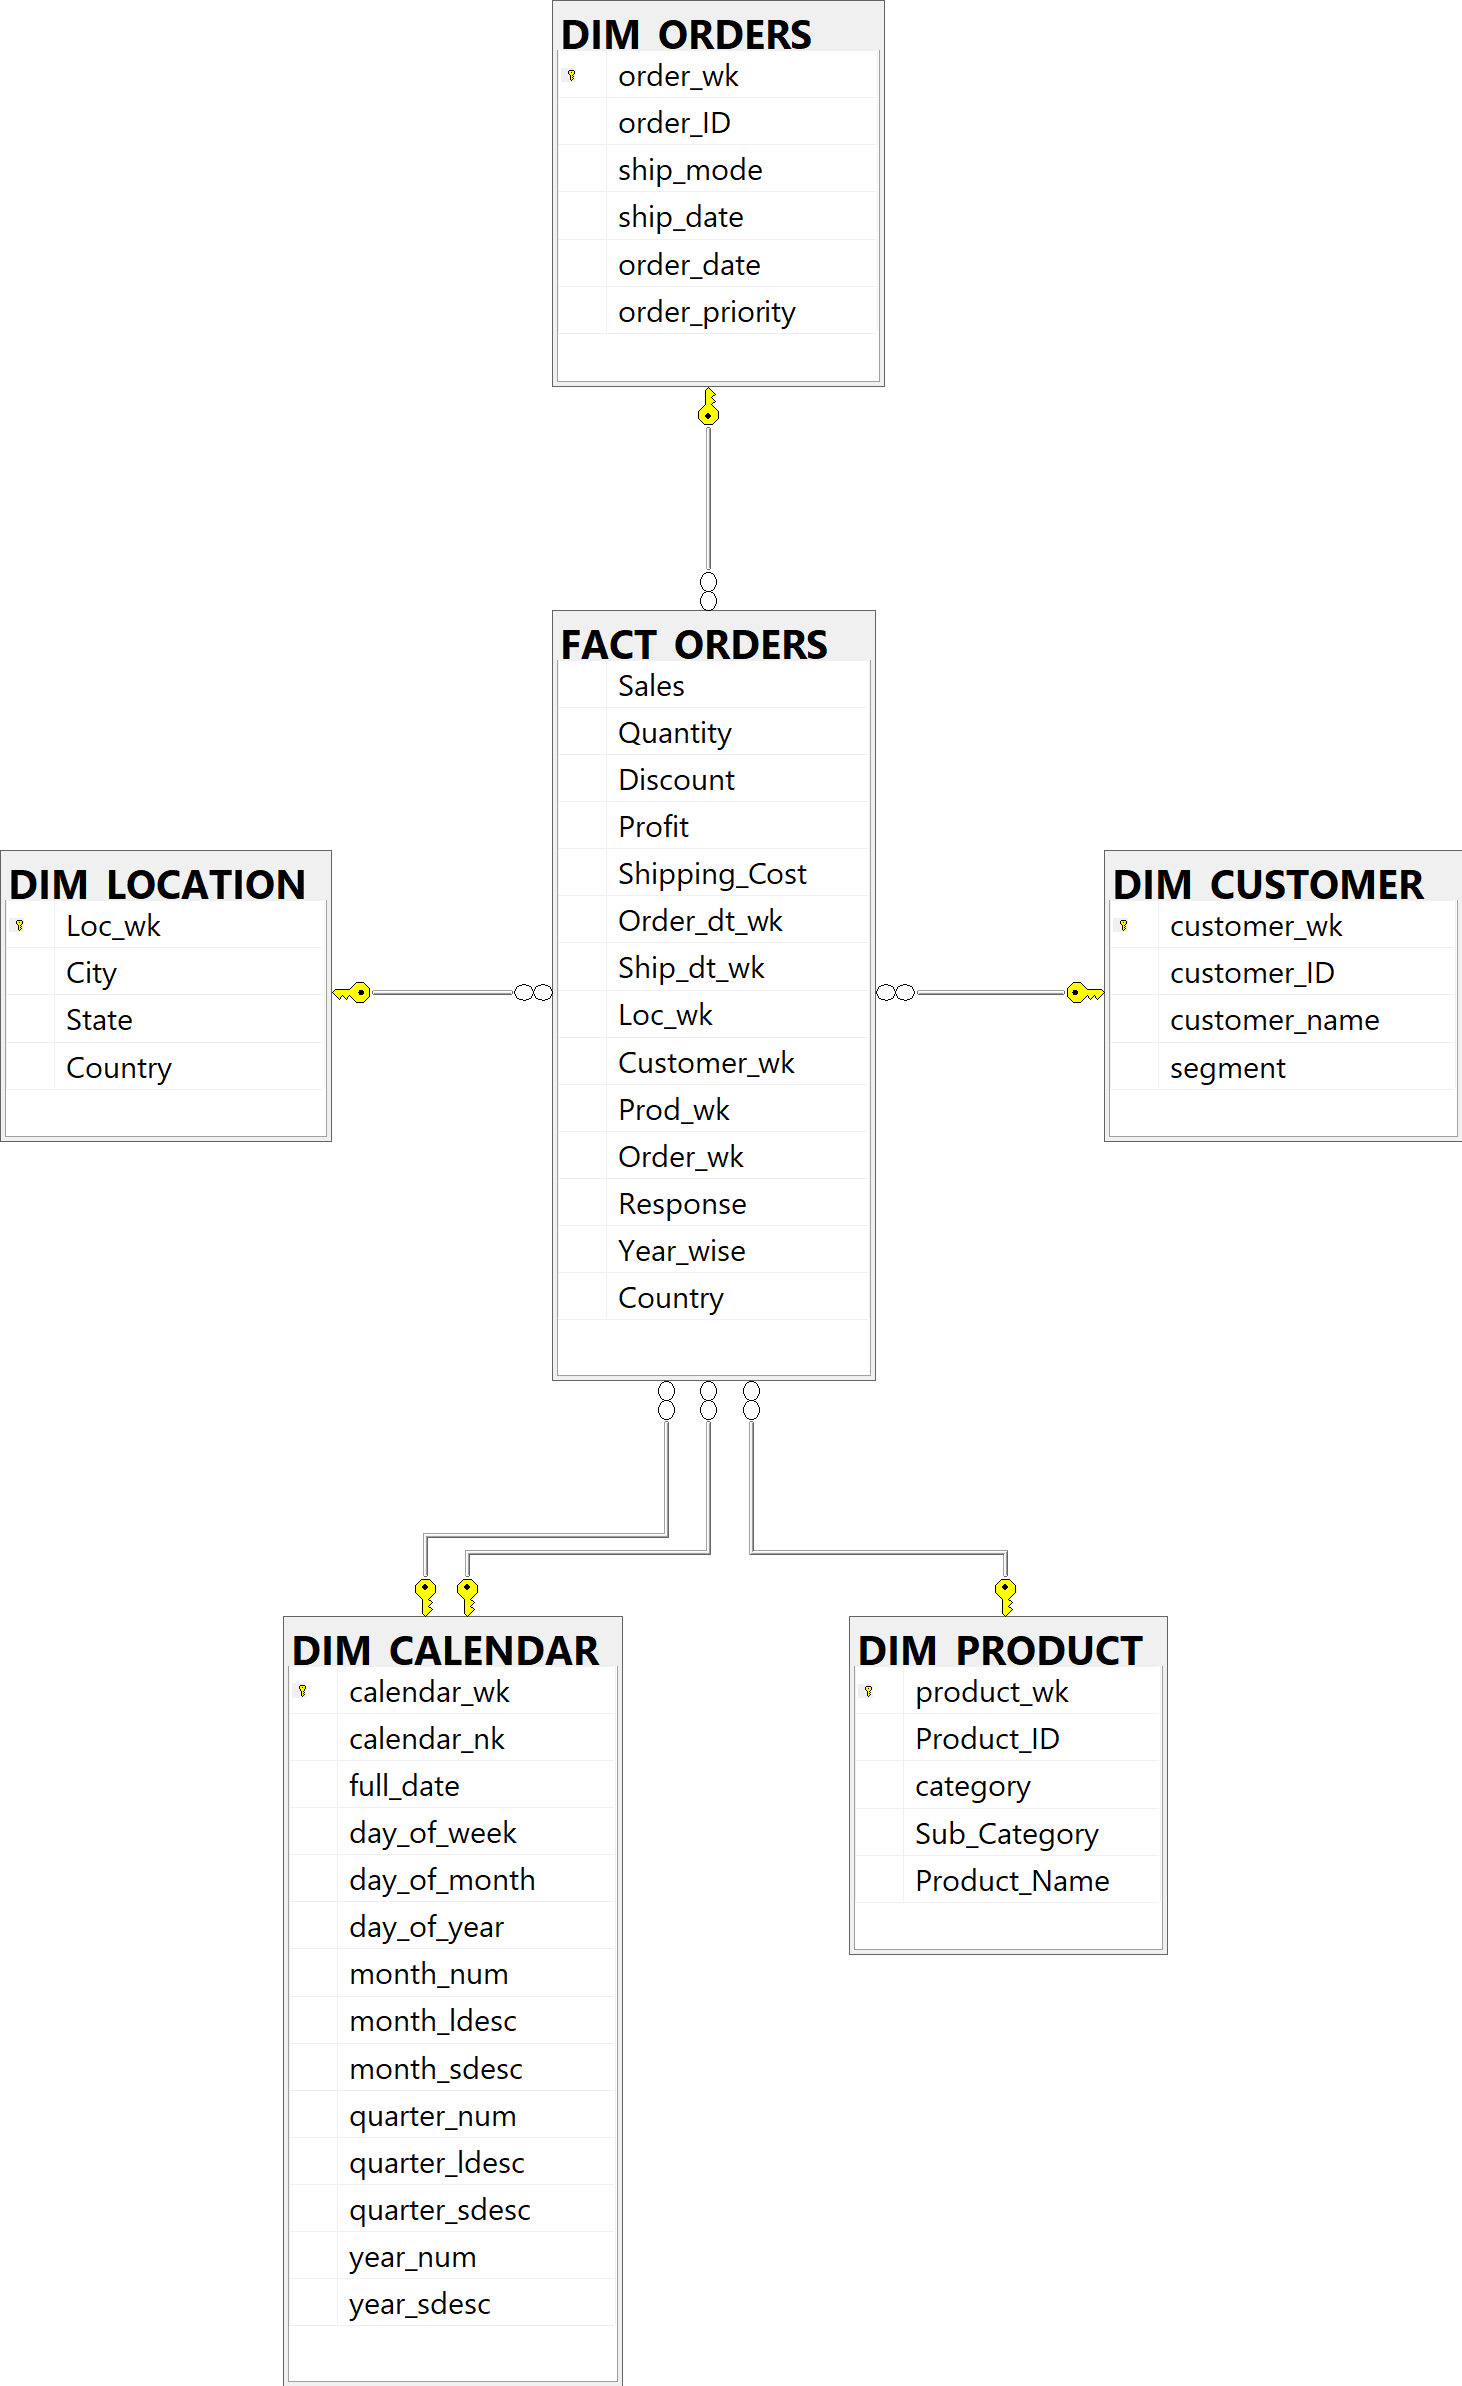 DIM_ORDERS
order_wk
order_ID
ship_mode
ship_date
order_date
order_priority
FACT_ORDERS
Sales
Quantity
Discount
Profit
Shipping_Cost
Order_dt_wk
Ship_dt_wk
Loc_wk
Customer_wk
Prod_wk
Order_wk
Response
Year_wise
Country
DIM_LOCATION
Loc_wk
City
State
Country
DIM_CUSTOMER
customer_wk
customer_ID
customer_name
segment
DIM_CALENDAR
calendar_wk
calendar_nk
full_date
day_of_week
day_of_month
day_of_year
month_num
month_ldesc
month_sdesc
quarter_num
quarter_ldesc
quarter_sdesc
year_num
year_sdesc
DIM_PRODUCT
product_wk
Product_ID
category
Sub_Category
Product_Name